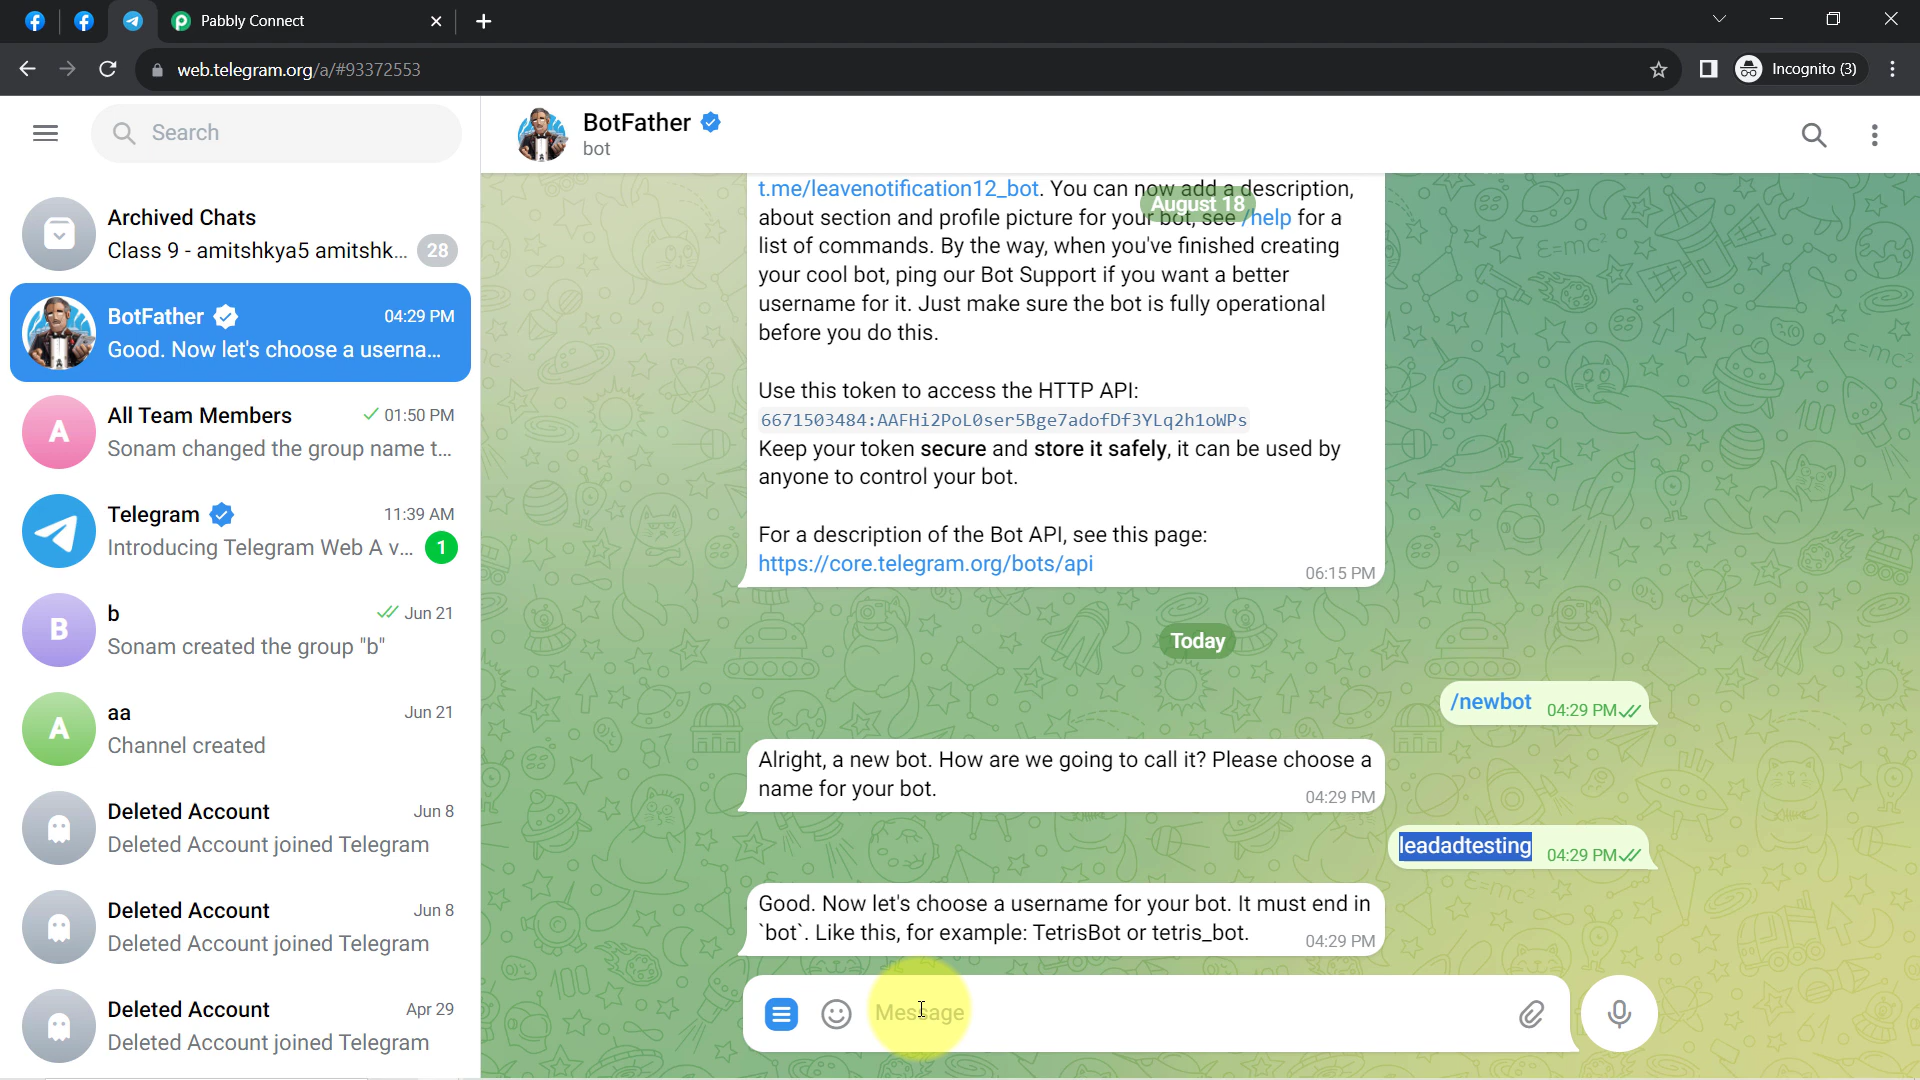 Pabbly Connect
web.telegram.org/a/#93372553
Incognito (3)
Search
Archived Chats
Class 9 - amitshkya5 amitshk... 28
BotFather 04:29 PM
Good. Now let's choose a userna...
A
All Team Members 01:50 PM
Sonam changed the group name t...
Telegram 11:39 AM
Introducing Telegram Web A v... 1
B
b Jun 21
Sonam created the group "b"
A
aa Jun 21
Channel created
Deleted Account Jun 8
Deleted Account joined Telegram
Deleted Account Jun 8
Deleted Account joined Telegram
Deleted Account Apr 29
Deleted Account joined Telegram
BotFather
bot
August 18
t.me/leavenotification12_bot. You can now add a description,
about section and profile picture for your bot, see /help for a
list of commands. By the way, when you've finished creating
your cool bot, ping our Bot Support if you want a better
username for it. Just make sure the bot is fully operational
before you do this.
Use this token to access the HTTP API:
6671503484:AAFHi2PoL0ser5Bge7adofDf3YLq2h1oWPs
Keep your token secure and store it safely, it can be used by
anyone to control your bot.
For a description of the Bot API, see this page:
https://core.telegram.org/bots/api 06:15 PM
Today
/newbot 04:29 PM
Alright, a new bot. How are we going to call it? Please choose a
name for your bot. 04:29 PM
leadadtesting 04:29 PM
Good. Now let's choose a username for your bot. It must end in
`bot`. Like this, for example: TetrisBot or tetris_bot. 04:29 PM
Message